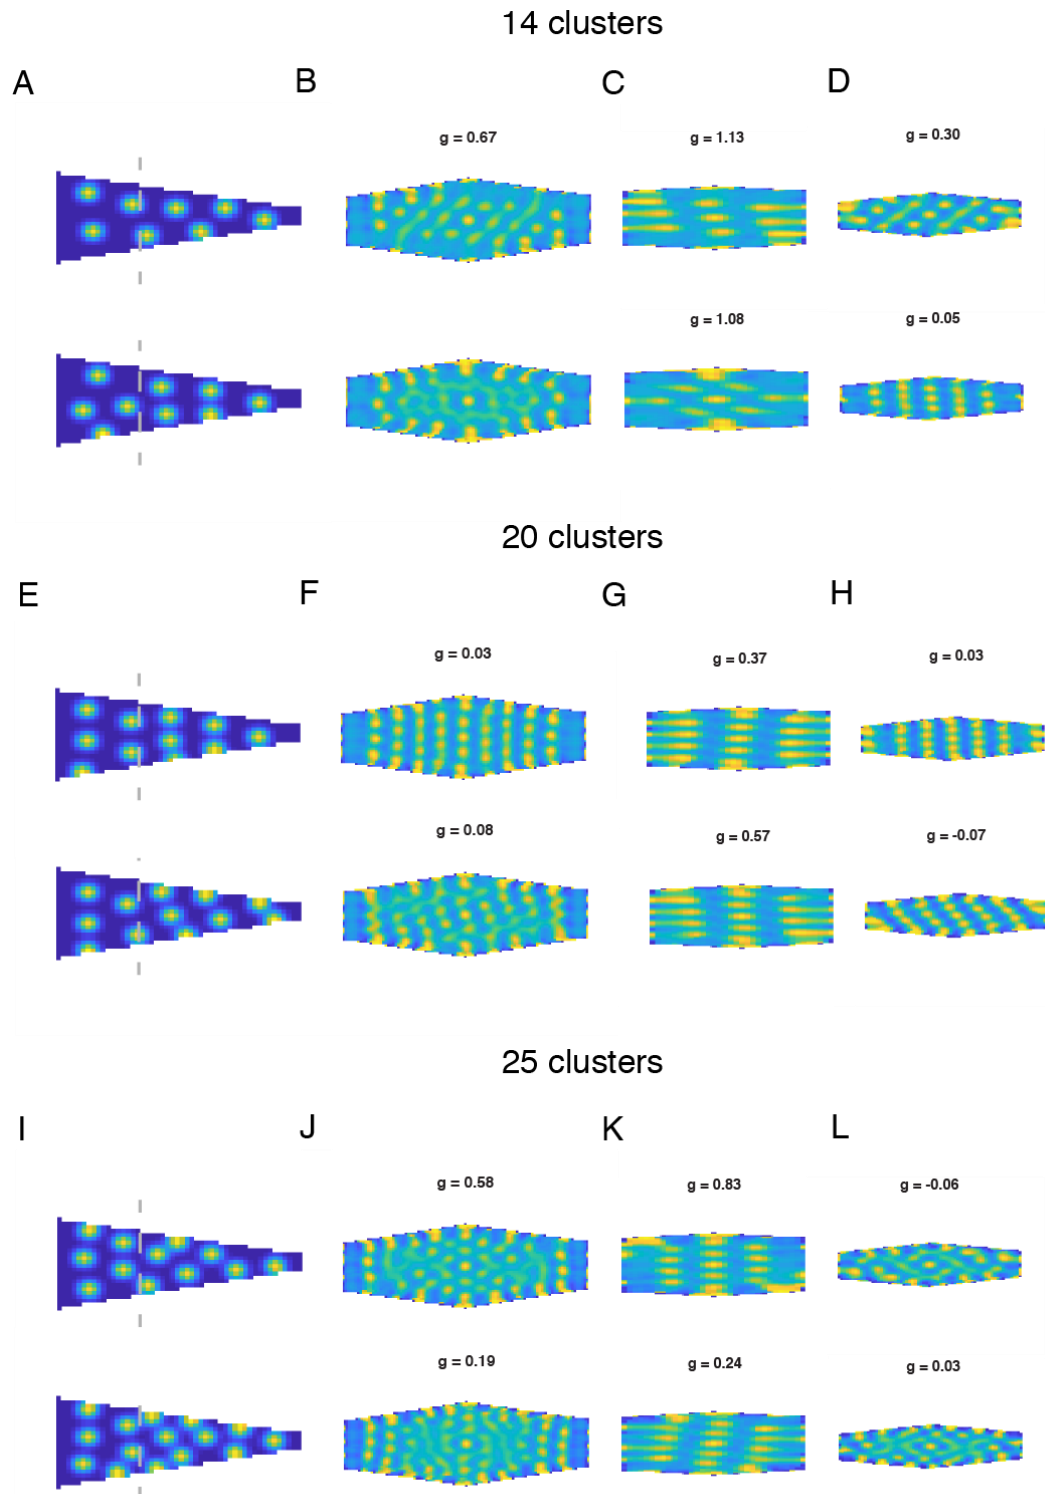 14 clusters
A B C D
g = 0.67 g = 1.13 g = 0.30
g = 1.08 g = 0.05
20 clusters
E F G H
g = 0.03 g = 0.37 g = 0.03
g = 0.08 g = 0.57 g = -0.07
25 clusters
I J K L
g = 0.58 g = 0.83 g = -0.06
g = 0.19 g = 0.24 g = 0.03